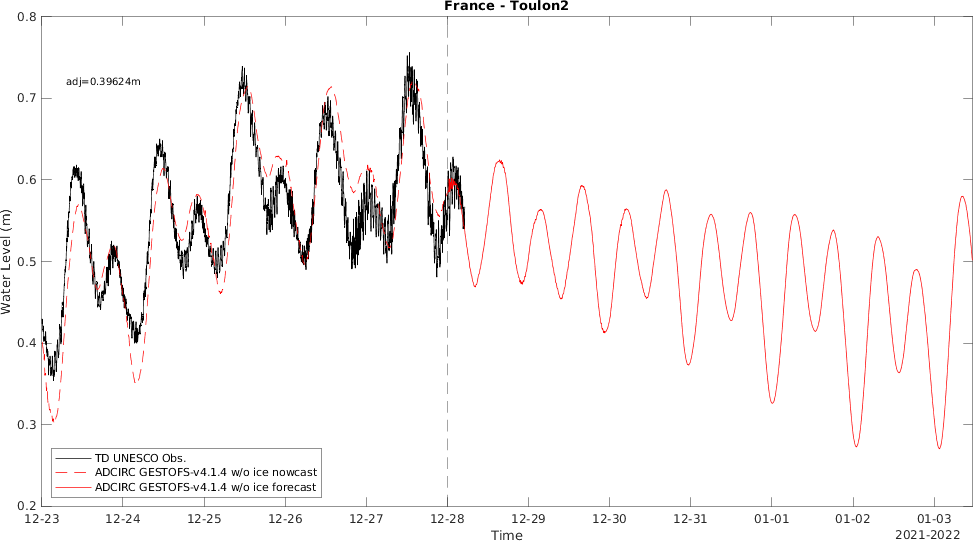 France - Toulon2
0.8
0.7
0.6
0.5
0.4
0.3
0.2
Water Level (m)
adj=0.39624m
TD UNESCO Obs.
ADCIRC GESTOFS-v4.1.4 w/o ice nowcast
ADCIRC GESTOFS-v4.1.4 w/o ice forecast
12-23 12-24 12-25 12-26 12-27 12-28 12-29 12-30 12-31 01-01 01-02 01-03
Time
2021-2022